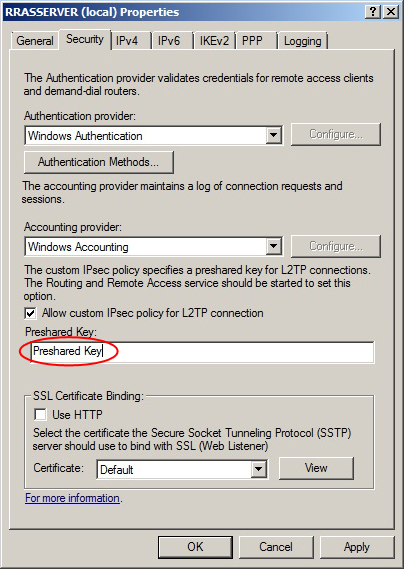 RRASSERVER (local) Properties
General Security IPv4 IPv6 IKEv2 PPP Logging
The Authentication provider validates credentials for remote access clients
and demand-dial routers.
Authentication provider:
Windows Authentication Configure...
Authentication Methods...
The accounting provider maintains a log of connection requests and
sessions.
Accounting provider:
Windows Accounting Configure...
The custom IPsec policy specifies a preshared key for L2TP connections.
The Routing and Remote Access service should be started to set this
option.
Allow custom IPsec policy for L2TP connection
Preshared Key:
Preshared Key
SSL Certificate Binding:
Use HTTP
Select the certificate the Secure Socket Tunneling Protocol (SSTP)
server should use to bind with SSL (Web Listener)
Certificate: Default View
For more information.
OK Cancel Apply